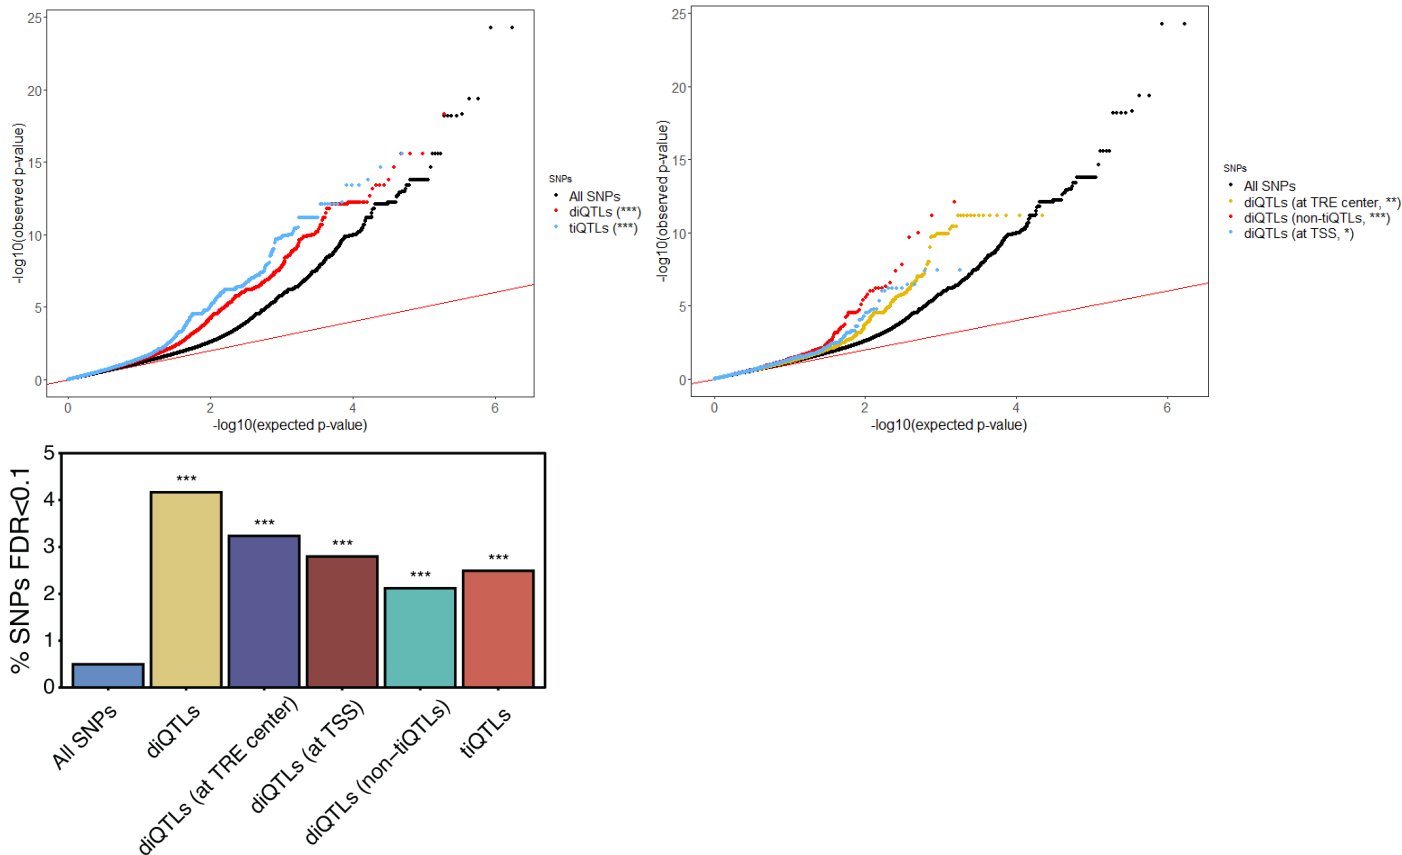 25
20
15
10
5
0
-log10(observed p-value)
0
2
4
6
-log10(expected p-value)
SNPs
All SNPs
diQTLs (***)
tiQTLs (***)
25
20
15
10
5
0
-log10(observed p-value)
0
2
4
6
-log10(expected p-value)
SNPs
All SNPs
diQTLs (at TRE center, **)
diQTLs (non-tiQTLs, ***)
diQTLs (at TSS, *)
% SNPs FDR<0.1
5
4
3
2
1
0
***
***
***
***
***
All SNPs
diQTLs
diQTLs (at TRE center)
diQTLs (at TSS)
diQTLs (non−tiQTLs)
tiQTLs